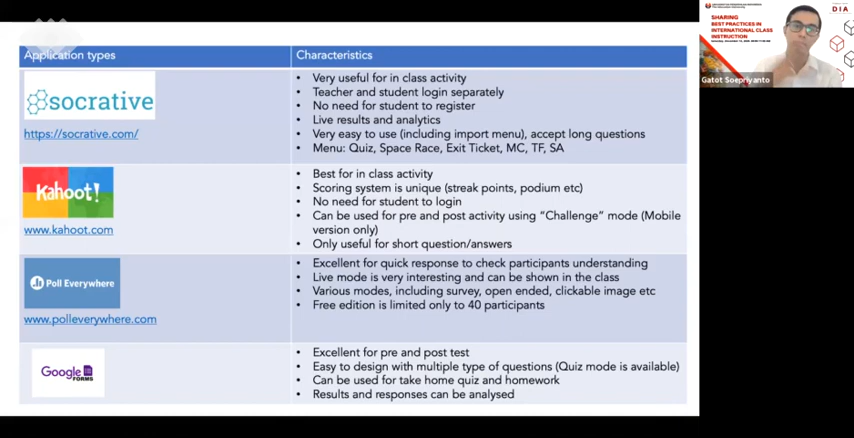 Application types
Characteristics
socrative
https://socrative.com/
• Very useful for in class activity
• Teacher and student login separately
• No need for student to register
• Live results and analytics
• Very easy to use (including import menu), accept long questions
• Menu: Quiz, Space Race, Exit Ticket, MC, TF, SA
Kahoot!
www.kahoot.com
• Best for in class activity
• Scoring system is unique (streak points, podium etc)
• No need for student to login
• Can be used for pre and post activity using “Challenge” mode (Mobile
version only)
• Only useful for short question/answers
Poll Everywhere
www.polleverywhere.com
• Excellent for quick response to check participants understanding
• Live mode is very interesting and can be shown in the class
• Various modes, including survey, open ended, clickable image etc
• Free edition is limited only to 40 participants
Google
FORMS
• Excellent for pre and post test
• Easy to design with multiple type of questions (Quiz mode is available)
• Can be used for take home quiz and homework
• Results and responses can be analysed
DIA
SHARING
BEST PRACTICES IN
INTERNATIONAL CLASS
INSTRUCTION
Gatot Soepriyanto